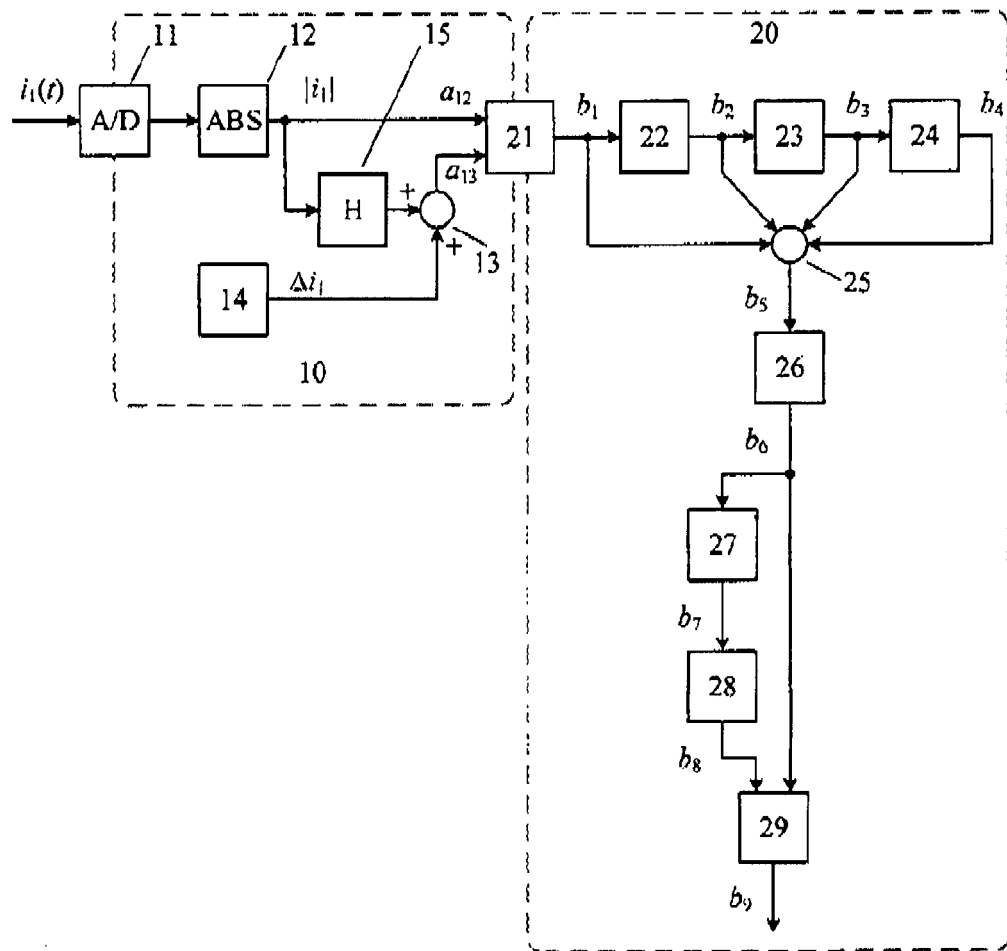 11
12
15
20
i₁(t)
A/D
ABS
|i₁|
a₁₂
21
b₁
22
b₂
23
b₃
24
b₄
H
+
a₁₃
+
13
25
14
Δi₁
b₅
10
26
b₆
27
b₇
28
b₈
29
b₉